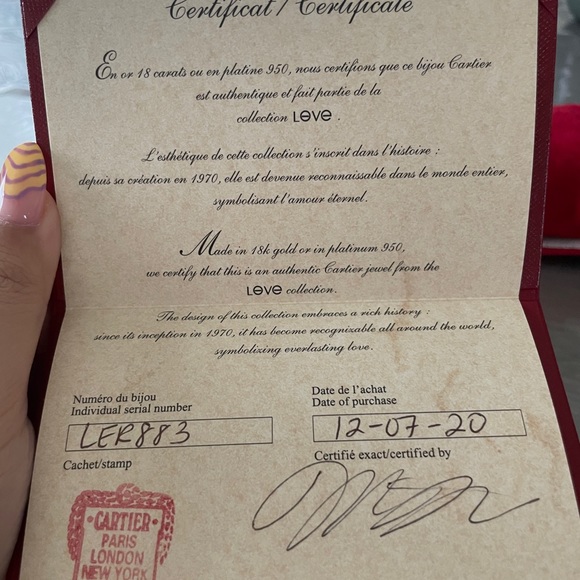 Certificat / Certificate
En or 18 carats ou en platine 950, nous certifions que ce bijou Cartier
est authentique et fait partie de la
collection LOVE .
L'esthétique de cette collection s'inscrit dans l'histoire :
depuis sa création en 1970, elle est devenue reconnaissable dans le monde entier,
symbolisant l'amour éternel.
Made in 18k gold or in platinum 950,
we certify that this is an authentic Cartier jewel from the
LOVE collection.
The design of this collection embraces a rich history :
since its inception in 1970, it has become recognizable all around the world,
symbolizing everlasting love.
Numéro du bijou
Individual serial number
LER883
Date de l'achat
Date of purchase
12-07-20
Cachet/stamp
Certifié exact/certified by
CARTIER
PARIS
LONDON
NEW YORK